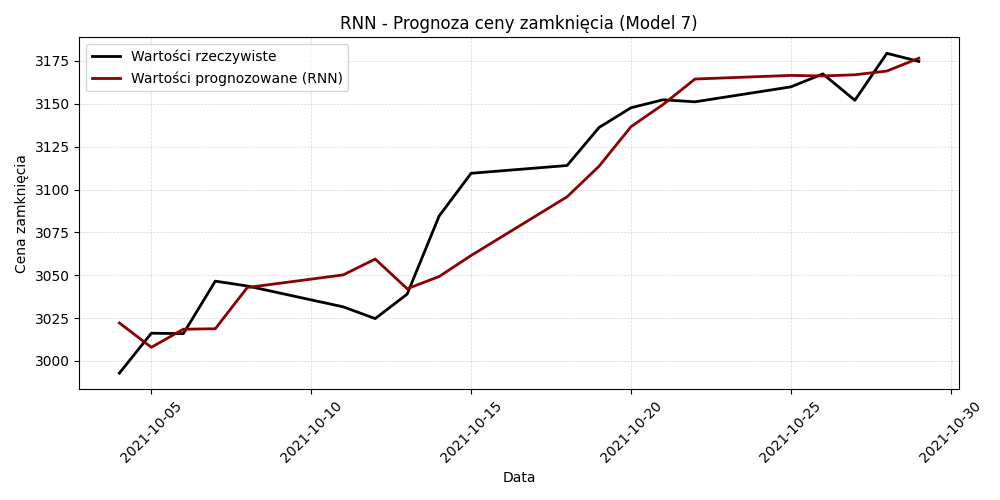 RNN - Prognoza ceny zamknięcia (Model 7)
Wartości rzeczywiste
Wartości prognozowane (RNN)
Cena zamknięcia
3175
3150
3125
3100
3075
3050
3025
3000
2021-10-05
2021-10-10
2021-10-15
2021-10-20
2021-10-25
2021-10-30
Data